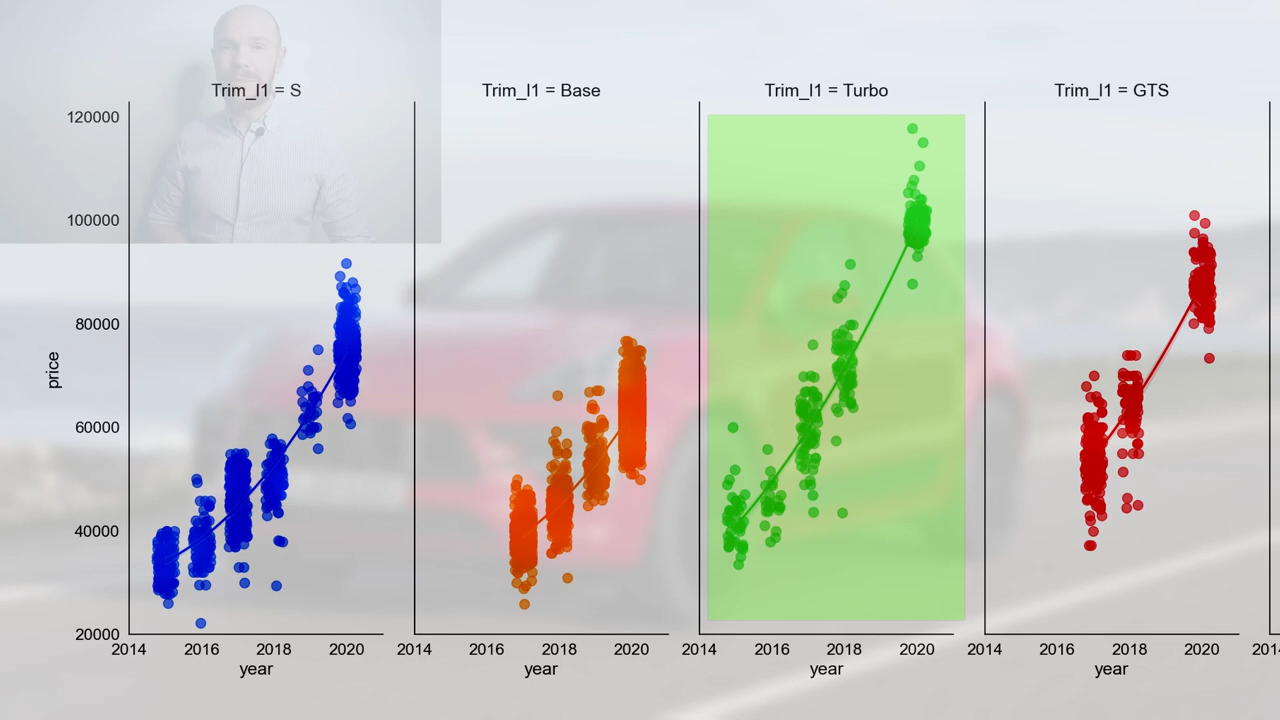 Trim_l1 = S
Trim_l1 = Base
Trim_l1 = Turbo
Trim_l1 = GTS
120000
100000
80000
60000
40000
20000
price
2014 2016 2018 2020
2014 2016 2018 2020
2014 2016 2018 2020
2014 2016 2018 2020
year
year
year
year